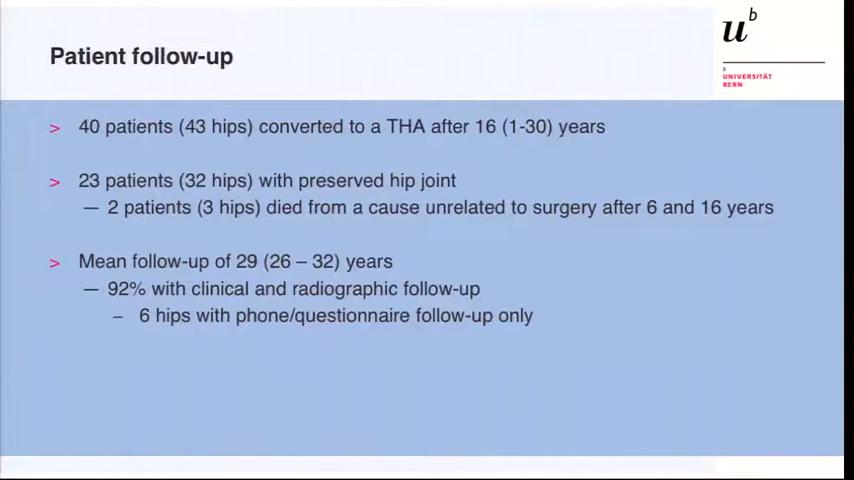 Patient follow-up
u^b
b
UNIVERSITÄT
BERN
> 40 patients (43 hips) converted to a THA after 16 (1-30) years
> 23 patients (32 hips) with preserved hip joint
— 2 patients (3 hips) died from a cause unrelated to surgery after 6 and 16 years
> Mean follow-up of 29 (26 – 32) years
— 92% with clinical and radiographic follow-up
– 6 hips with phone/questionnaire follow-up only